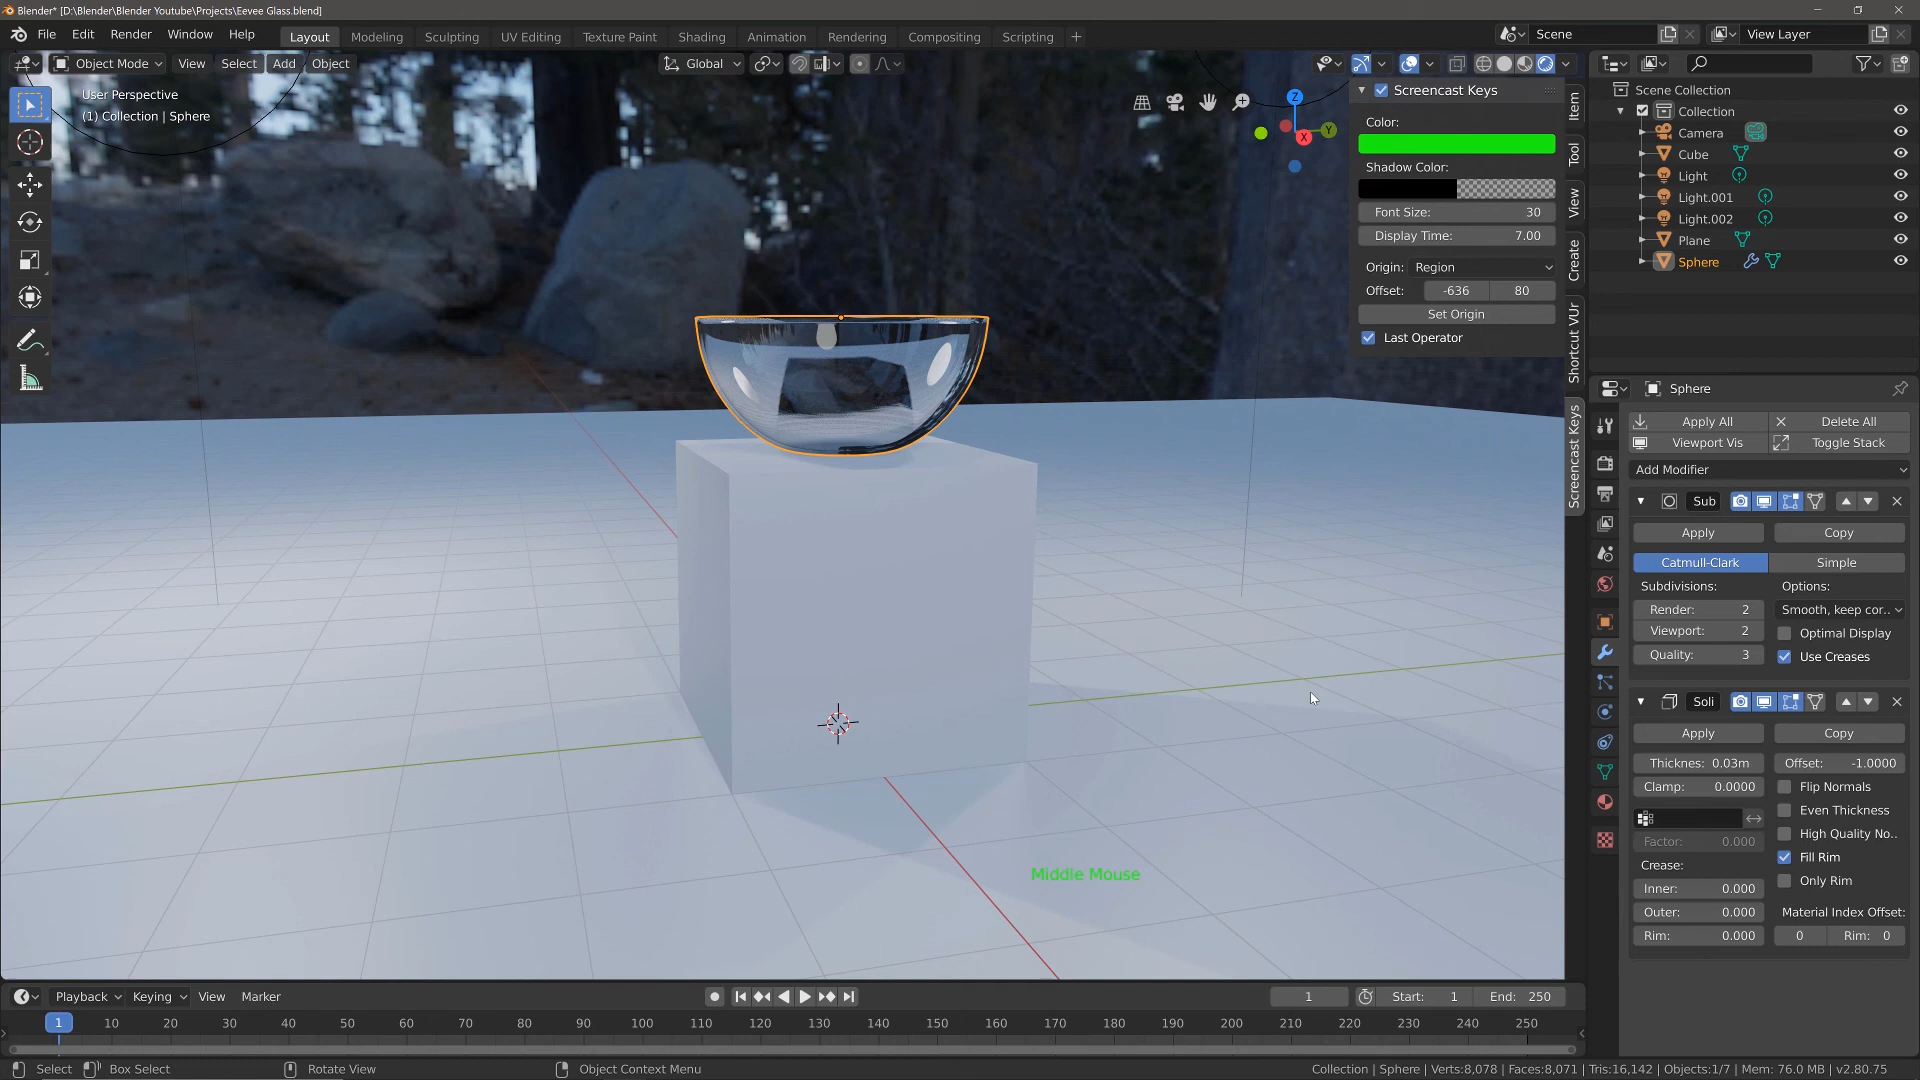 Blender* [D:\Blender\Blender Youtube\Projects\Eevee Glass.blend]
File Edit Render Window Help Layout Modeling Sculpting UV Editing Texture Paint Shading Animation Rendering Compositing Scripting + Scene View Layer
Object Mode View Select Add Object Global
User Perspective
(1) Collection | Sphere
Z
Y
X
Screencast Keys
Color:
Shadow Color:
Font Size: 30
Display Time: 7.00
Origin: Region
Offset: -636 80
Set Origin
Last Operator
Item
Tool
View
Create
Shortcut VUr
Screencast Keys
Scene Collection
Collection
Camera
Cube
Light
Light.001
Light.002
Plane
Sphere
Sphere
Apply All Delete All
Viewport Vis Toggle Stack
Add Modifier
Sub
Apply Copy
Catmull-Clark Simple
Subdivisions: Options:
Render: 2 Smooth, keep cor..
Viewport: 2 Optimal Display
Quality: 3 Use Creases
Soli
Apply Copy
Thicknes: 0.03m Offset: -1.0000
Clamp: 0.0000 Flip Normals
Even Thickness
High Quality No..
Factor: 0.000
Fill Rim
Crease:
Only Rim
Inner: 0.000
Outer: 0.000 Material Index Offset:
Rim: 0.000 0 Rim: 0
Middle Mouse
Playback Keying View Marker 1 Start: 1 End: 250
1 10 20 30 40 50 60 70 80 90 100 110 120 130 140 150 160 170 180 190 200 210 220 230 240 250
Select Box Select Rotate View Object Context Menu Collection | Sphere | Verts:8,078 | Faces:8,071 | Tris:16,142 | Objects:1/7 | Mem: 76.0 MB | v2.80.75